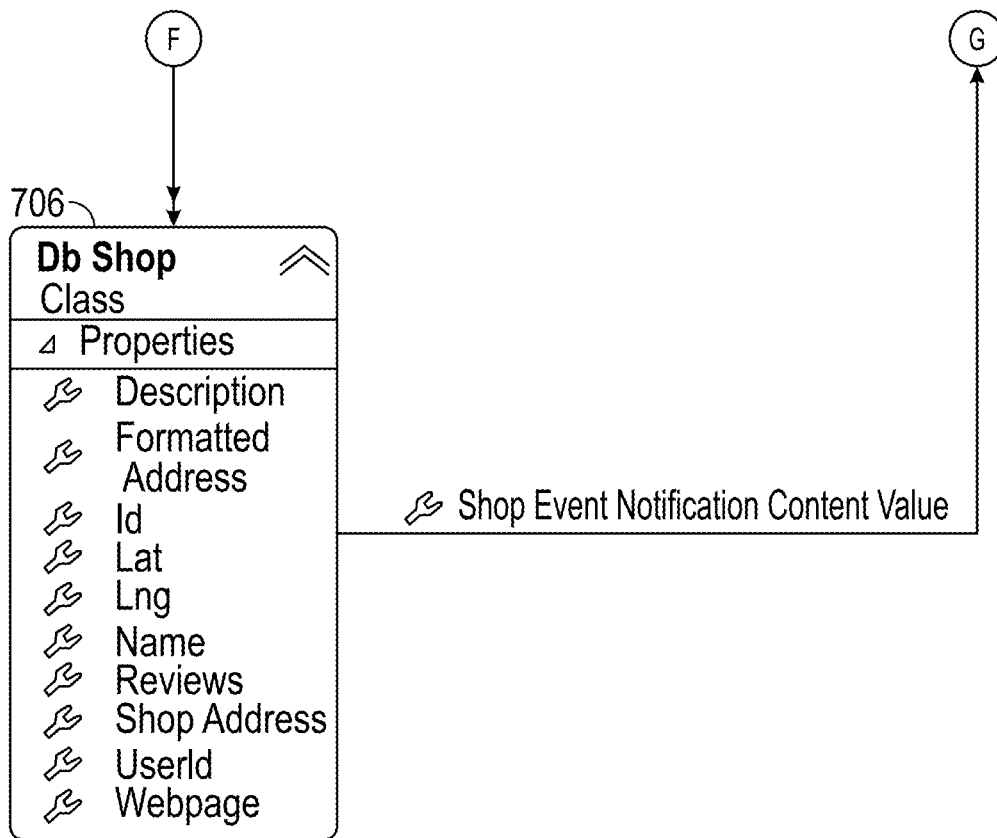 F
G
706
Db Shop
Class
Properties
Description
Formatted
Address
Shop Event Notification Content Value
Id
Lat
Lng
Name
Reviews
Shop Address
UserId
Webpage